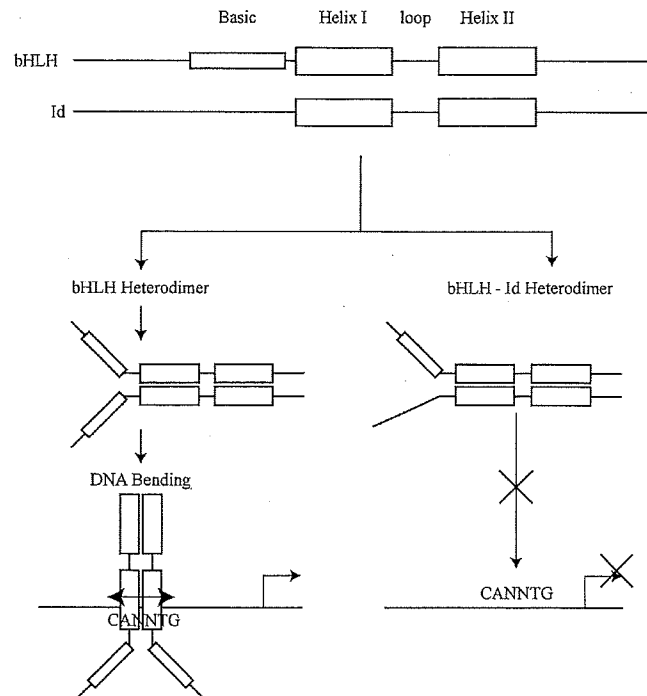 Basic Helix I loop Helix II
bHLH
Id
bHLH Heterodimer
bHLH - Id Heterodimer
DNA Bending
CANNTG
CANNTG